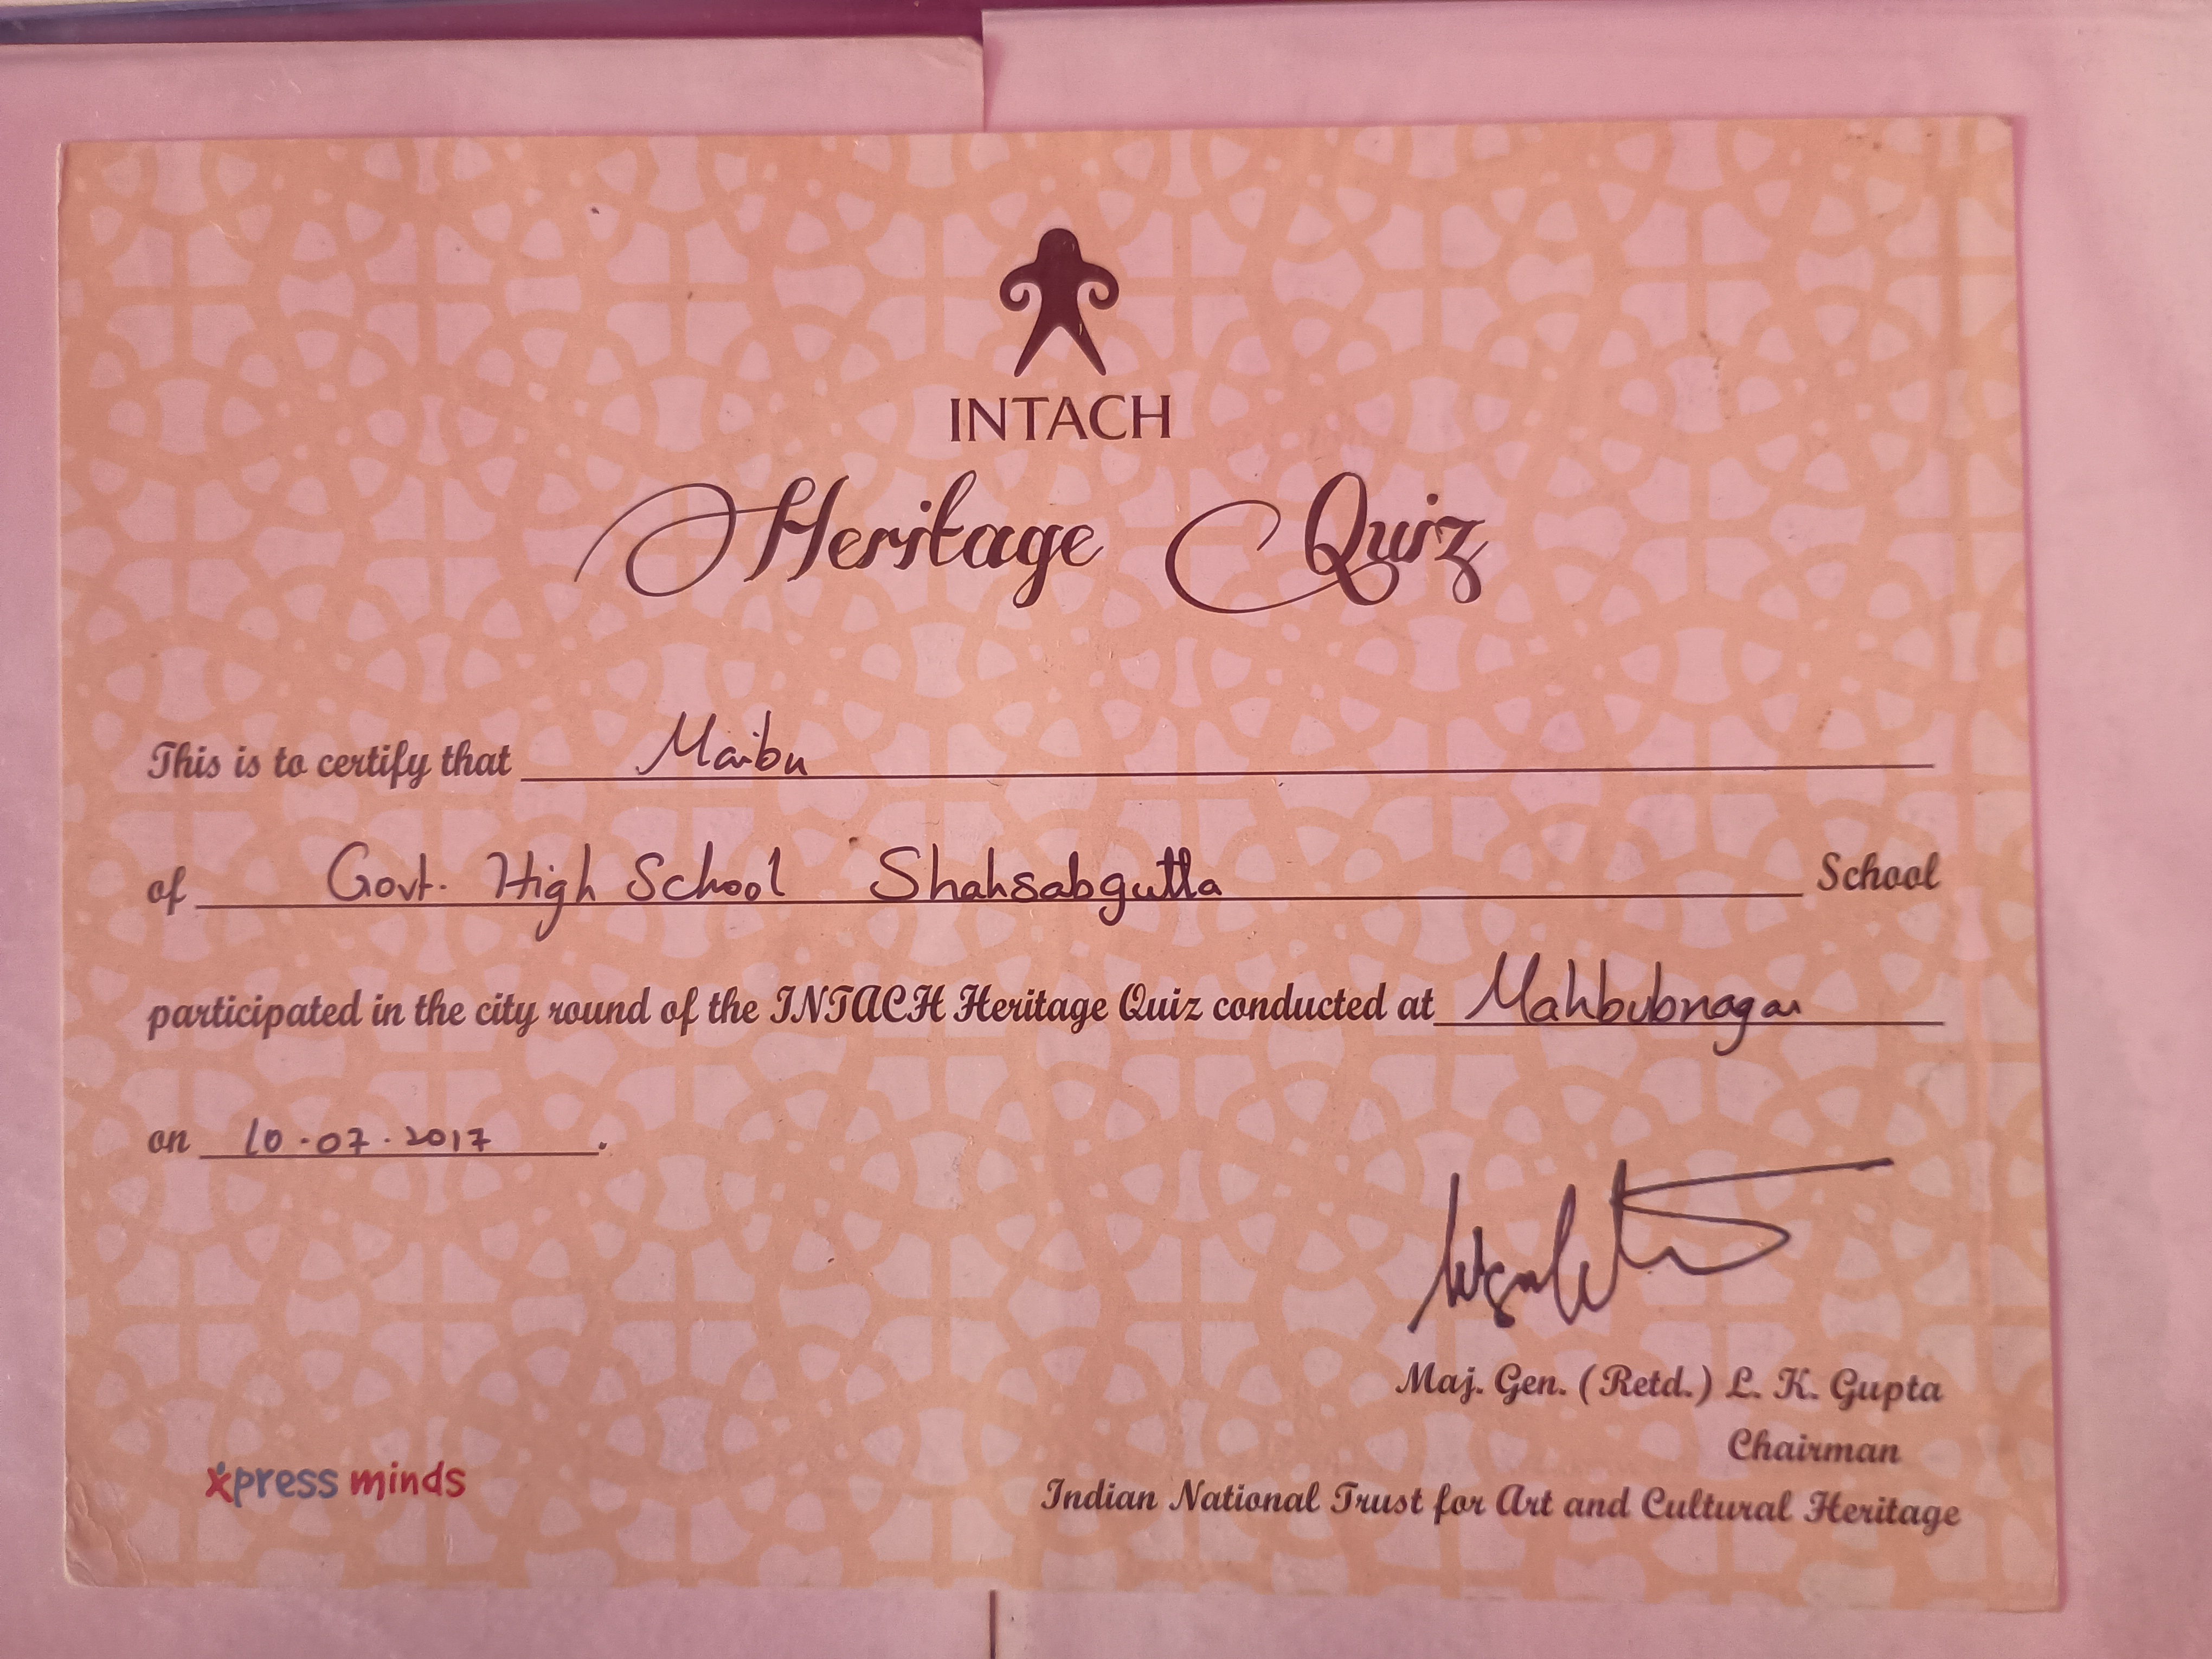 INTACH
Heritage Quiz
This is to certify that Maibu
of Govt. High School Shahsabgutta School
participated in the city round of the INTACH Heritage Quiz conducted at Mahbubnagar
on 10.07.2017.
Maj. Gen. (Retd.) L. K. Gupta
Chairman
Indian National Trust for Art and Cultural Heritage
xpress minds